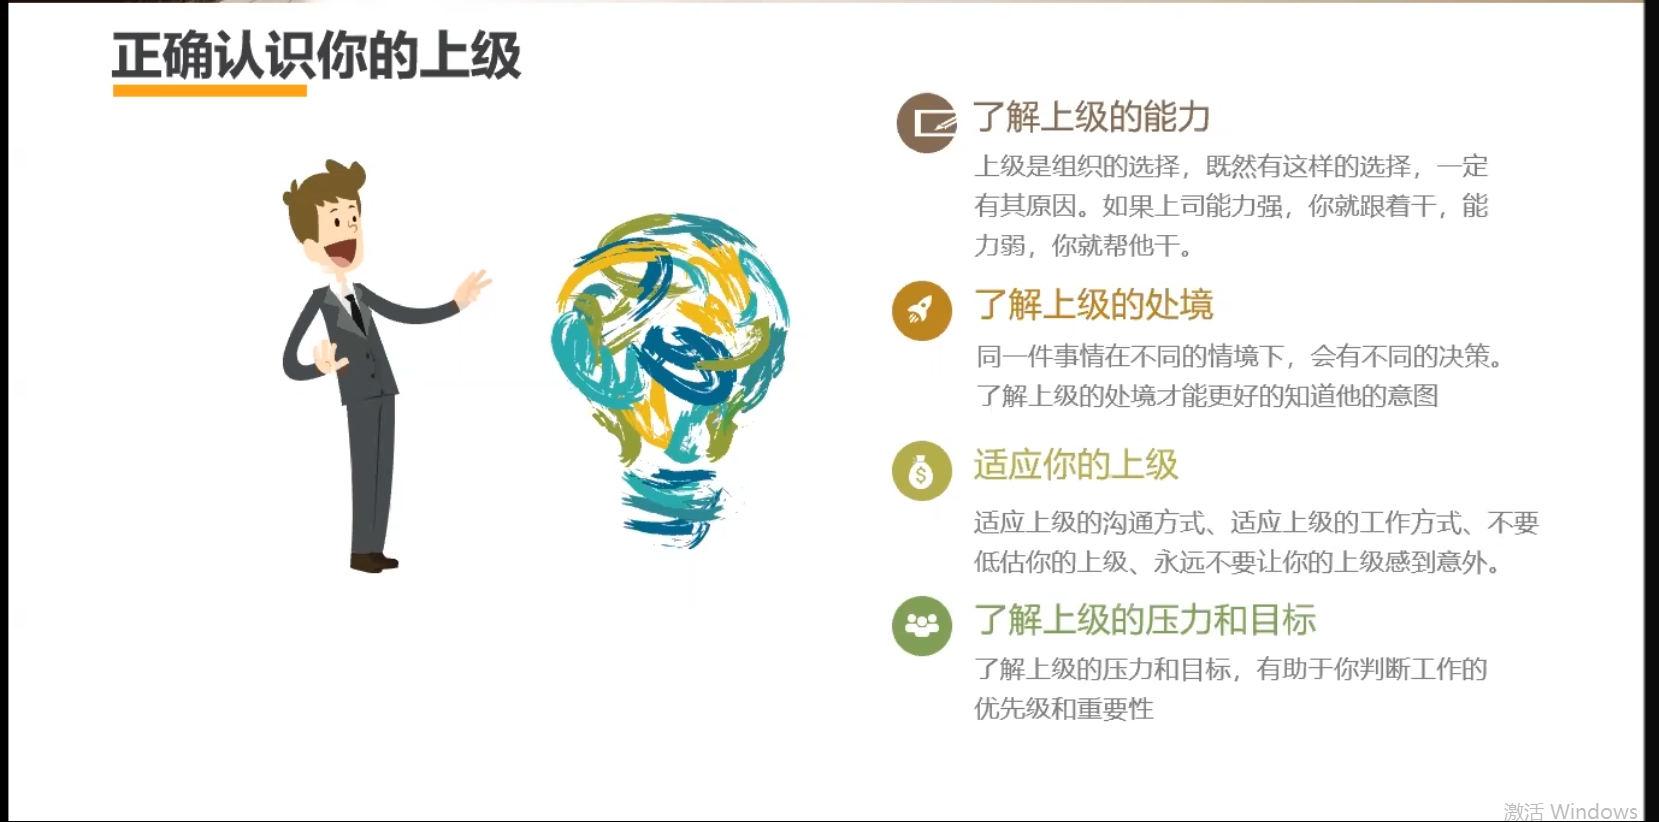 正确认识你的上级
了解上级的能力
上级是组织的选择，既然有这样的选择，一定
有其原因。如果上司能力强，你就跟着干，能
力弱，你就帮他干。
了解上级的处境
同一件事情在不同的情境下，会有不同的决策。
了解上级的处境才能更好的知道他的意图
适应你的上级
适应上级的沟通方式、适应上级的工作方式、不要
低估你的上级、永远不要让你的上级感到意外。
了解上级的压力和目标
了解上级的压力和目标，有助于你判断工作的
优先级和重要性
激活 Windows